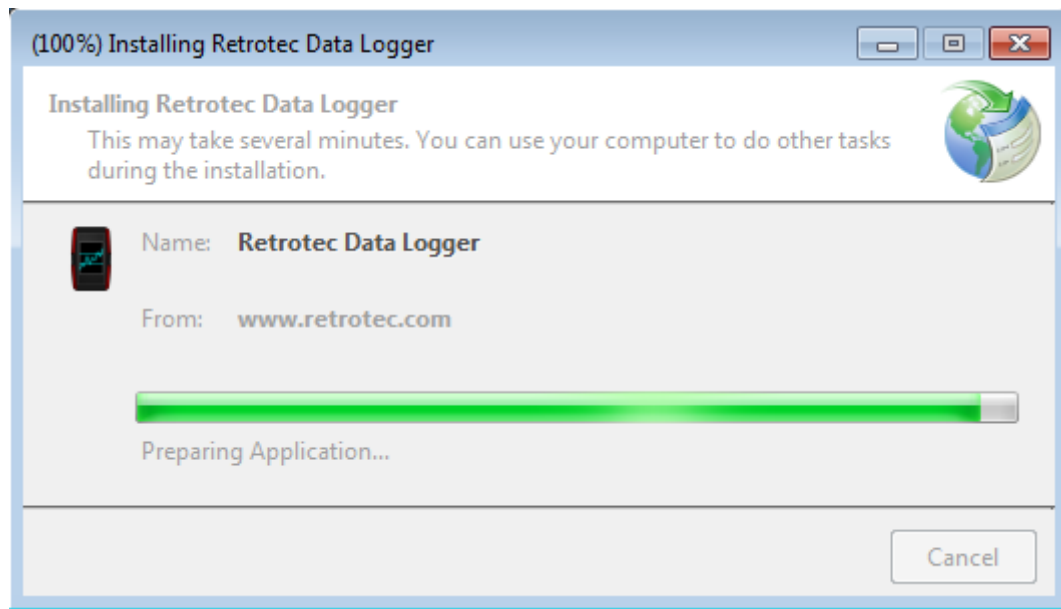 (100%) Installing Retrotec Data Logger
Installing Retrotec Data Logger
This may take several minutes. You can use your computer to do other tasks
during the installation.
Name: Retrotec Data Logger
From: www.retrotec.com
Preparing Application...
Cancel